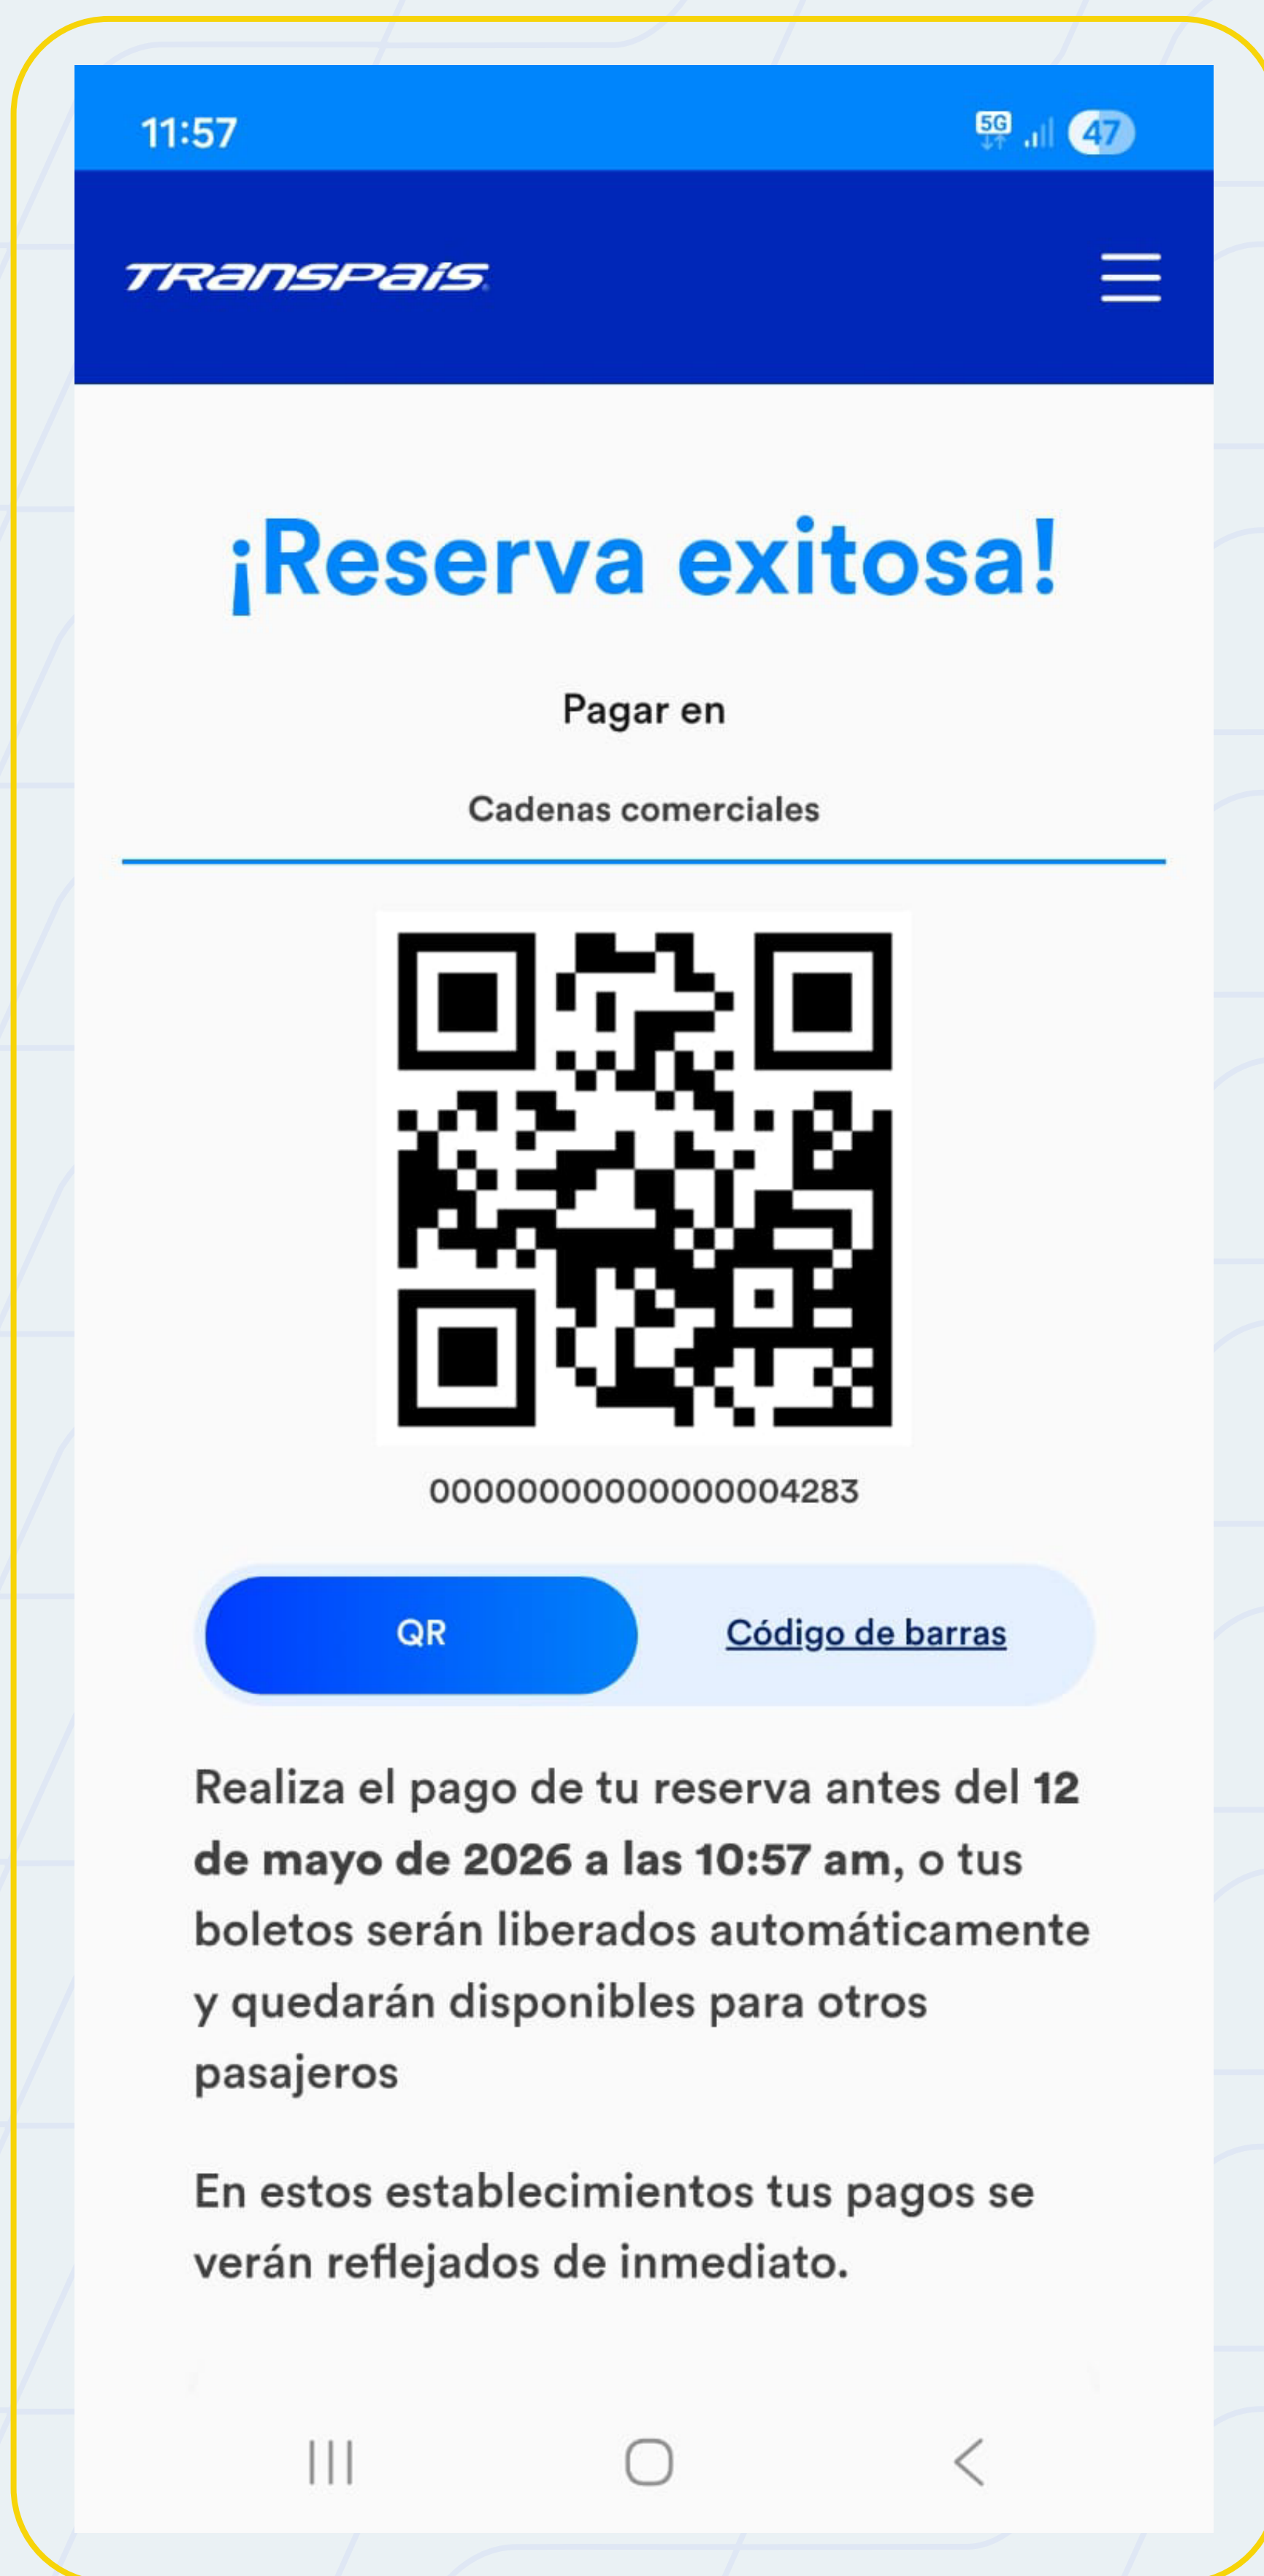 11:57
5G
47
TRANSPaís
¡Reserva exitosa!
Pagar en
Cadenas comerciales
00000000000000004283
QR
Código de barras
Realiza el pago de tu reserva antes del 12
de mayo de 2026 a las 10:57 am, o tus
boletos serán liberados automáticamente
y quedarán disponibles para otros
pasajeros
En estos establecimientos tus pagos se
verán reflejados de inmediato.